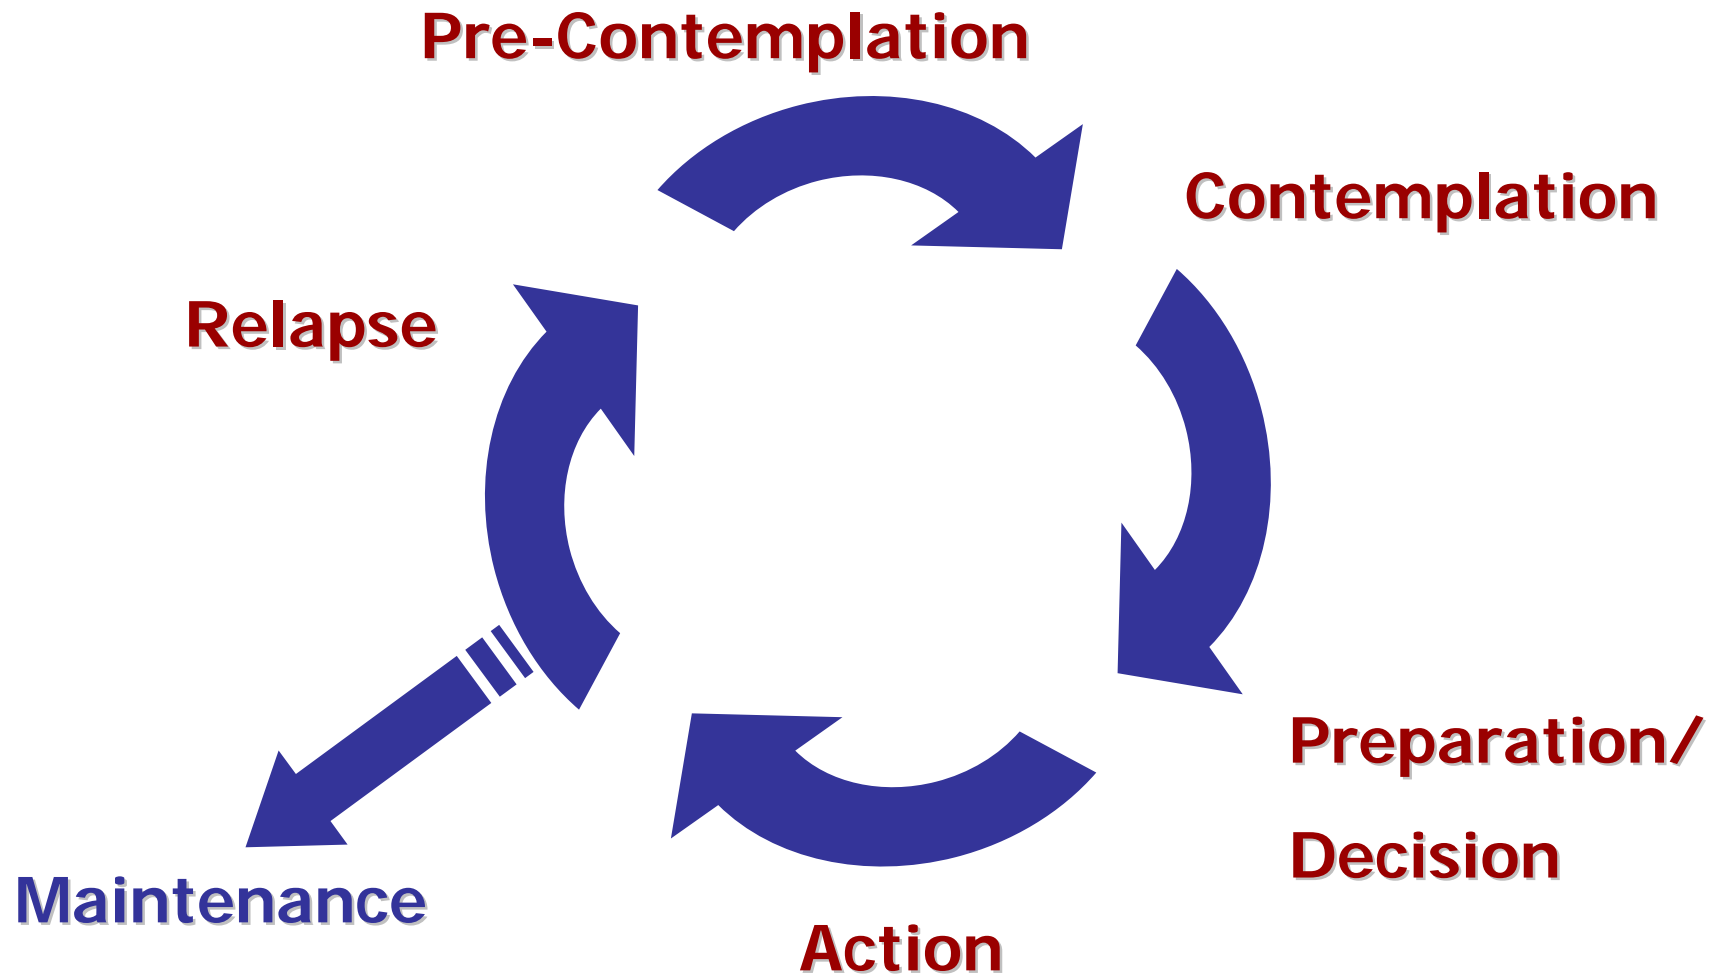 Pre-Contemplation
Contemplation
Relapse
Preparation/
Decision
Maintenance
Action